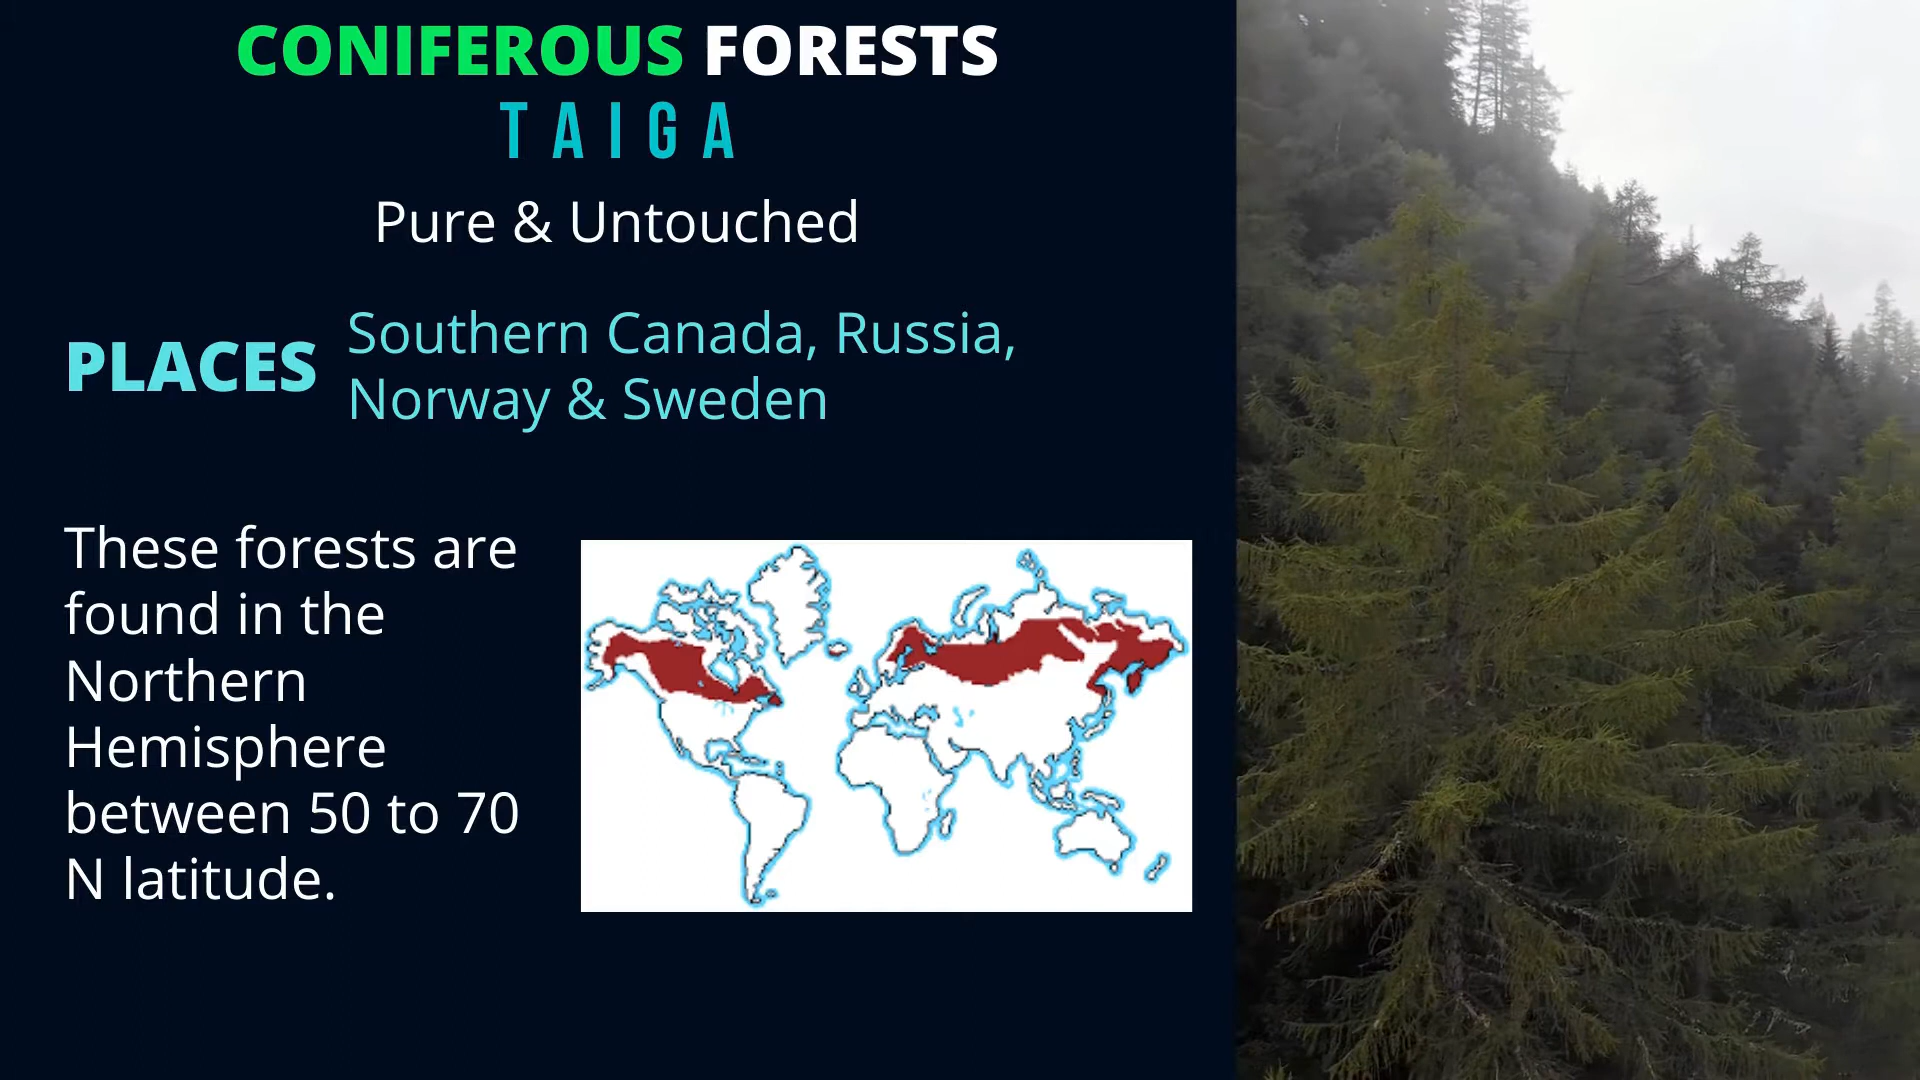 CONIFEROUS FORESTS
TAIGA
Pure & Untouched
PLACES
Southern Canada, Russia,
Norway & Sweden
These forests are
found in the
Northern
Hemisphere
between 50 to 70
N latitude.